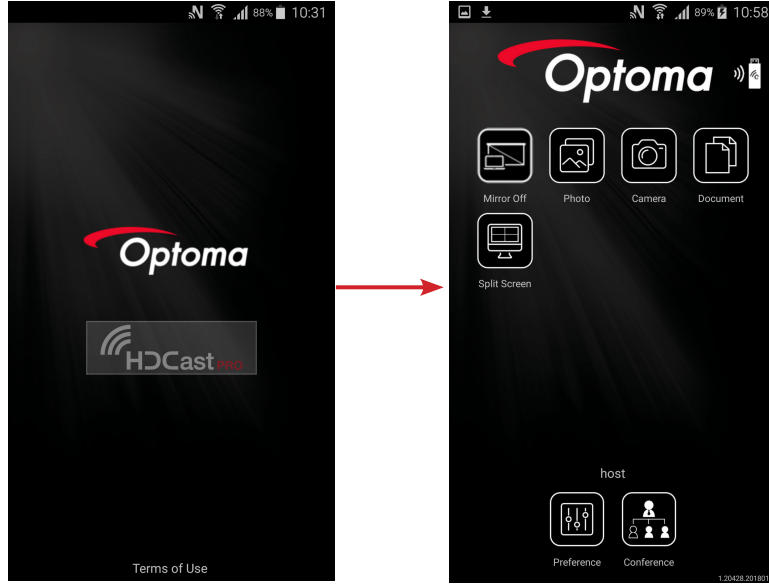 88% 10:31
Optoma
HDCast PRO
Terms of Use
89% 10:58
Optoma
Mirror Off Photo Camera Document
Split Screen
host
Preference Conference
1.20428.201801